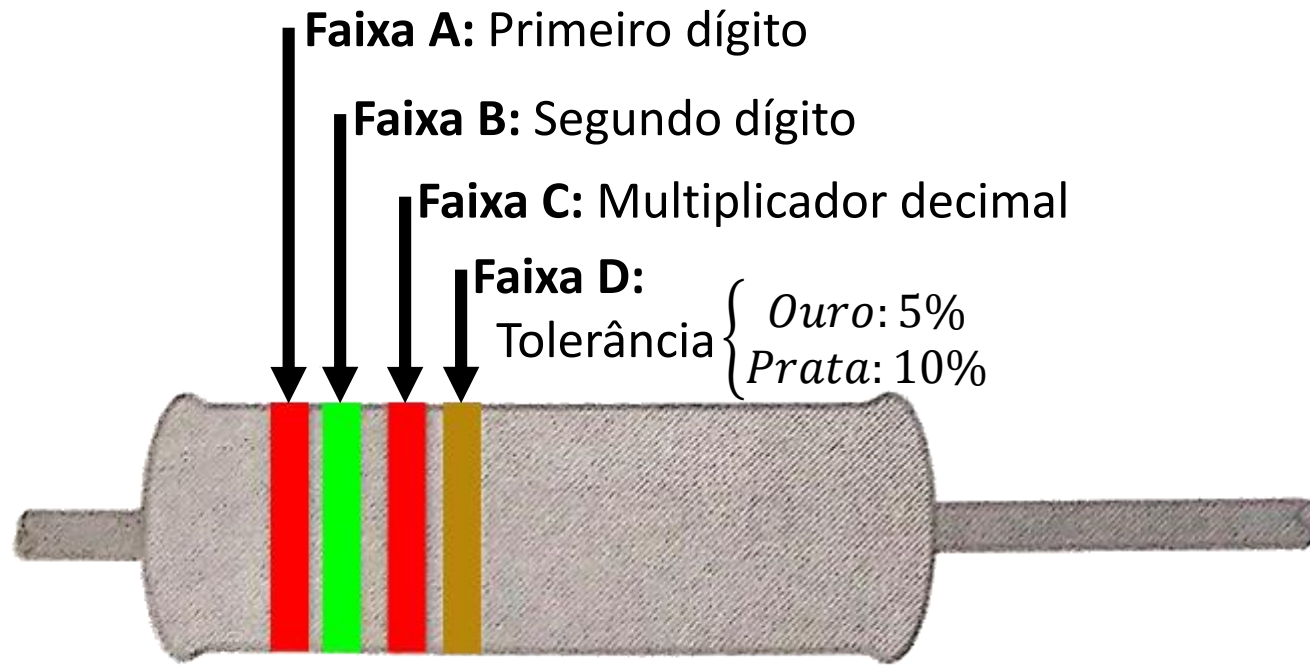 Faixa A: Primeiro dígito
Faixa B: Segundo dígito
Faixa C: Multiplicador decimal
Faixa D:
Tolerância { Ouro: 5%
Prata: 10%